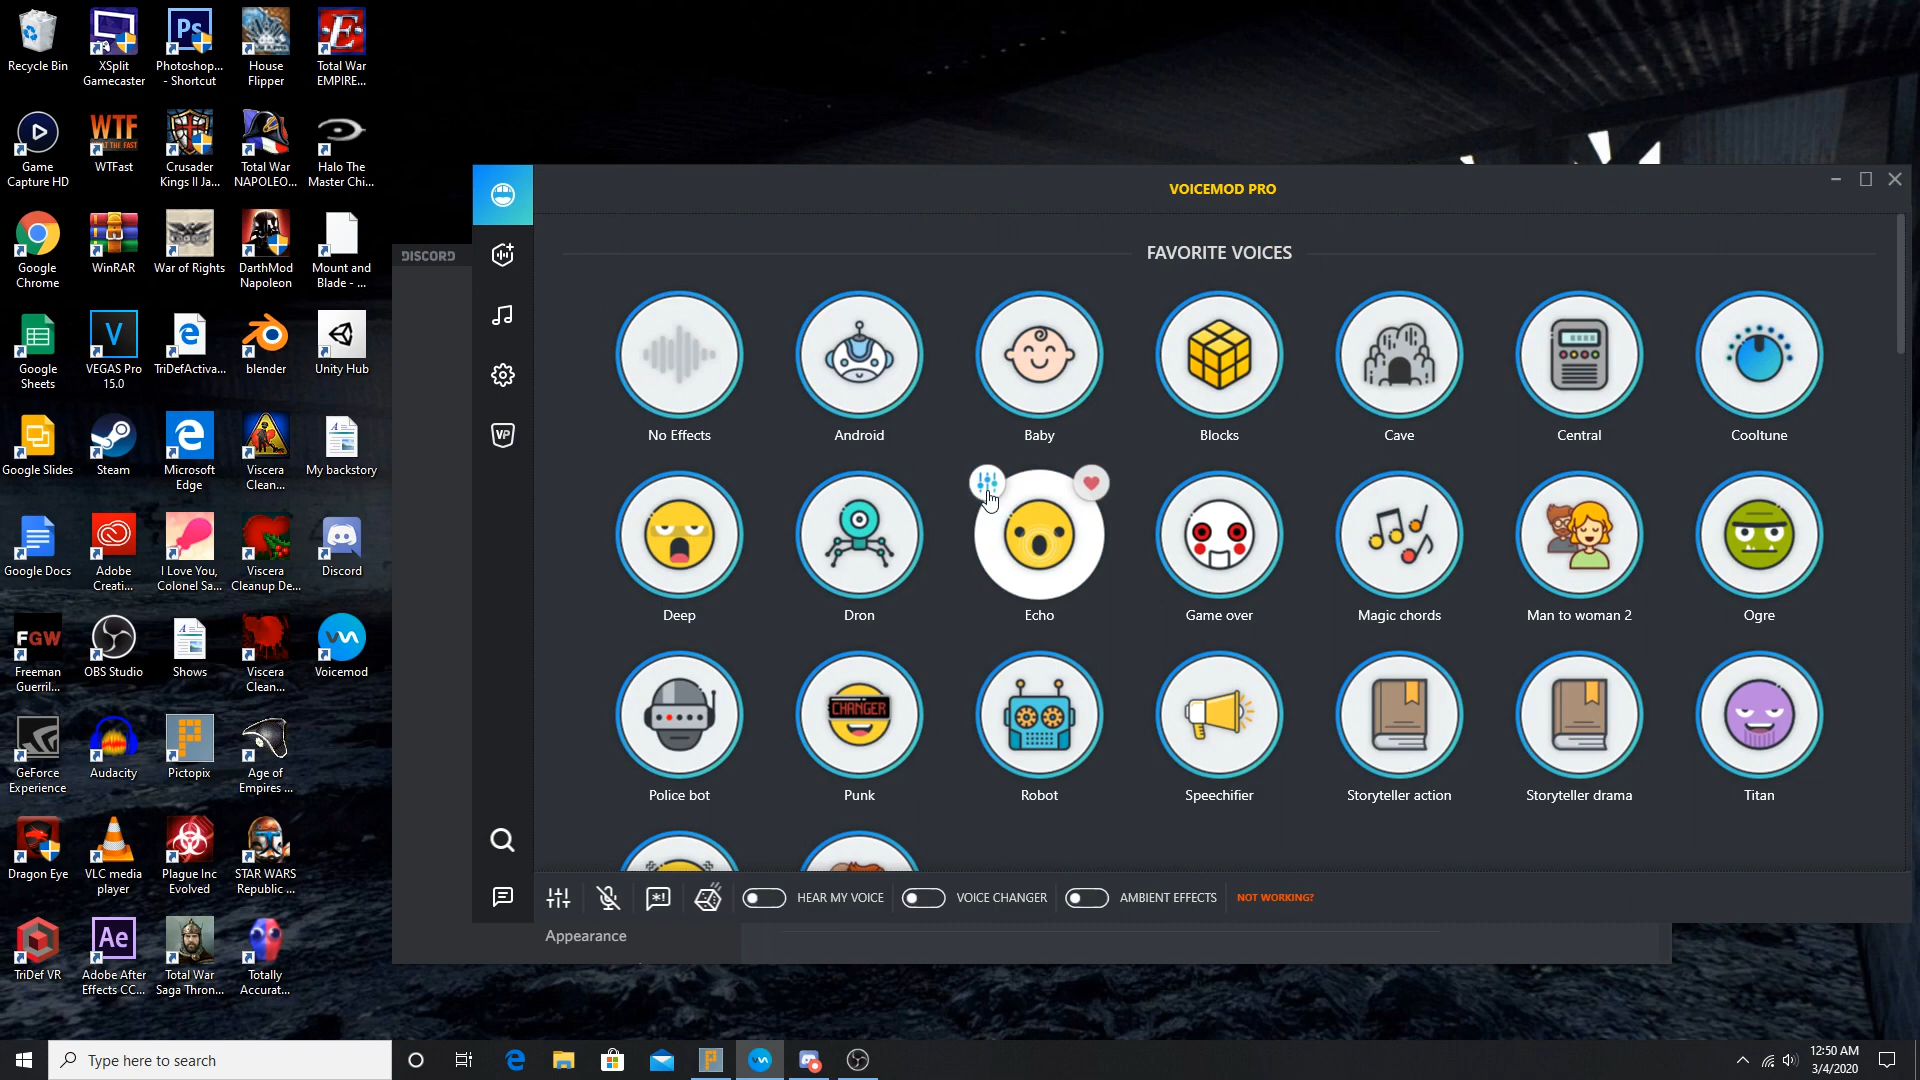 Recycle Bin
XSplit
Gamecaster
Ps
Photoshop...
- Shortcut
House
Flipper
E
Total War
EMPIRE...
Game
Capture HD
WTF
AT THE FAST
WTFast
Crusader
Kings II Ja...
Total War
NAPOLEO...
Halo The
Master Chi...
Google
Chrome
WinRAR
War of Rights
DarthMod
Napoleon
Mount and
Blade - ...
Google
Sheets
V
VEGAS Pro
15.0
TriDefActiva...
blender
Unity Hub
Google Slides
Steam
Microsoft
Edge
Viscera
Clean...
My backstory
Google Docs
Adobe
Creati...
I Love You,
Colonel Sa...
Viscera
Cleanup De...
Discord
FGW
Freeman
Guerril...
OBS Studio
Shows
Viscera
Clean...
Voicemod
GeForce
Experience
Audacity
Pictopix
Age of
Empires ...
Dragon Eye
VLC media
player
Plague Inc
Evolved
STAR WARS
Republic ...
TriDef VR
Ae
Adobe After
Effects CC...
Total War
Saga Thron...
Totally
Accurat...
DISCORD
VOICEMOD PRO
VP
FAVORITE VOICES
No Effects
Android
Baby
Blocks
Cave
Central
Cooltune
Deep
Dron
Echo
Game over
Magic chords
Man to woman 2
Ogre
Police bot
CHANGER
Punk
Robot
Speechifier
Storyteller action
Storyteller drama
Titan
HEAR MY VOICE
VOICE CHANGER
AMBIENT EFFECTS
NOT WORKING?
Appearance
Type here to search
12:50 AM
3/4/2020